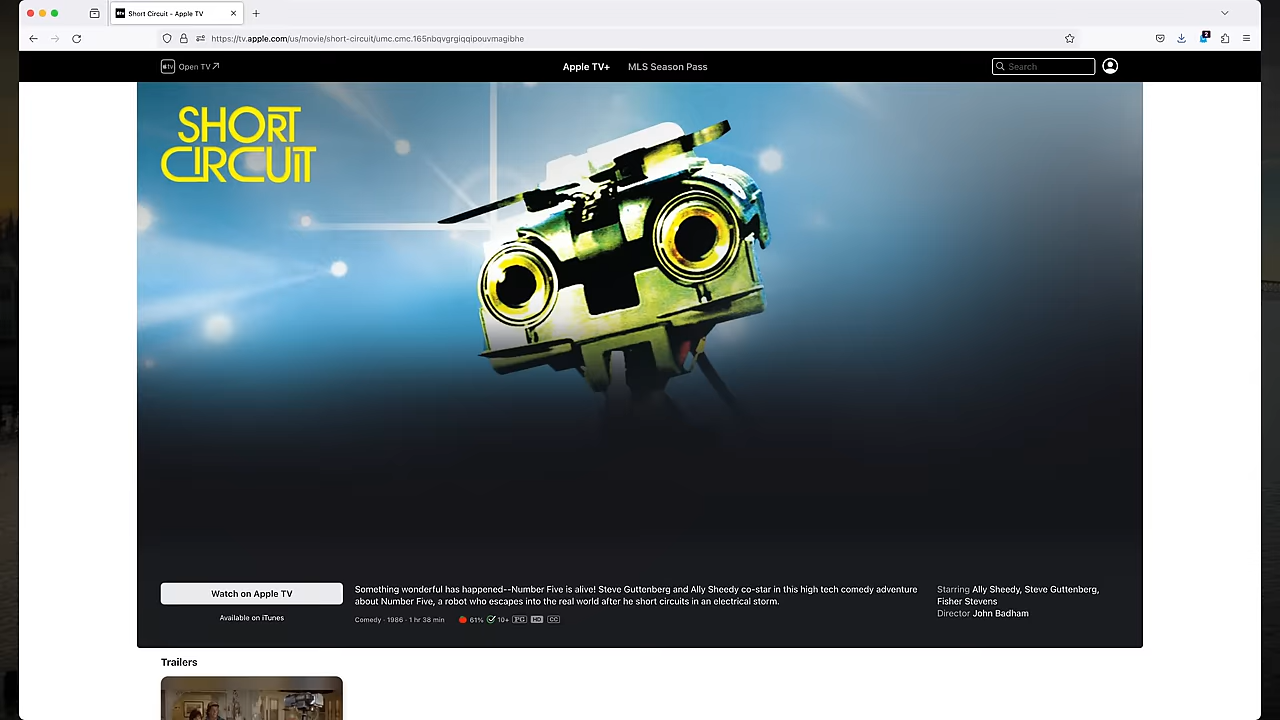 Short Circuit - Apple TV
https://tv.apple.com/us/movie/short-circuit/umc.cmc.165nbqvgrgiqqipouvmagibhe
2
tv
Open TV
Apple TV+
MLS Season Pass
Search
SHORT
CIRCUIT
Watch on Apple TV
Available on iTunes
Something wonderful has happened--Number Five is alive! Steve Guttenberg and Ally Sheedy co-star in this high tech comedy adventure
about Number Five, a robot who escapes into the real world after he short circuits in an electrical storm.
Comedy · 1986 · 1 hr 38 min 61% 10+ PG HD CC
Starring Ally Sheedy, Steve Guttenberg,
Fisher Stevens
Director John Badham
Trailers